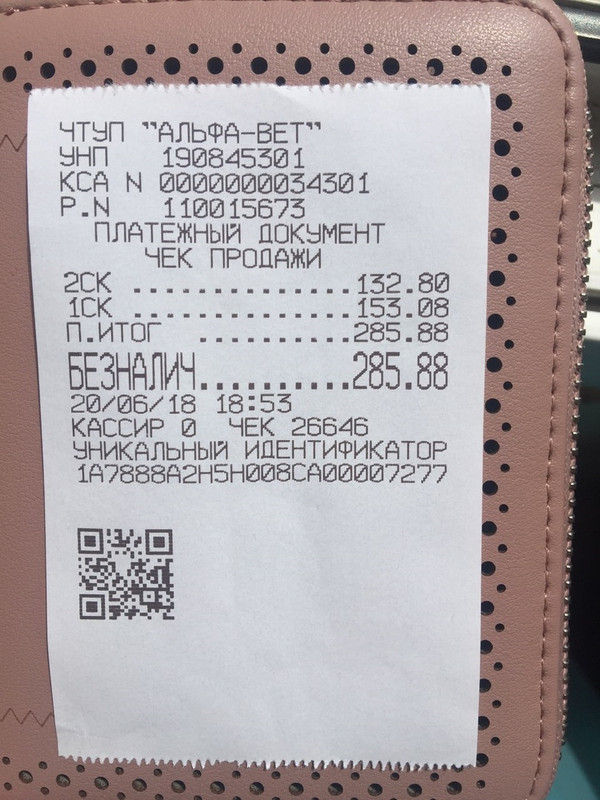 ЧТУП "АЛЬФА-ВЕТ"
УНП 190845301
КСА N 0000000034301
Р.N 110015673
ПЛАТЕЖНЫЙ ДОКУМЕНТ
ЧЕК ПРОДАЖИ
2СК ...............132.80
1СК ...............153.08
П.ИТОГ ..........285.88
БЕЗНАЛИЧ..........285.88
20/06/18 18:53
КАССИР 0 ЧЕК 26646
УНИКАЛЬНЫЙ ИДЕНТИФИКАТОР
1A7888A2H5H008CA00007277